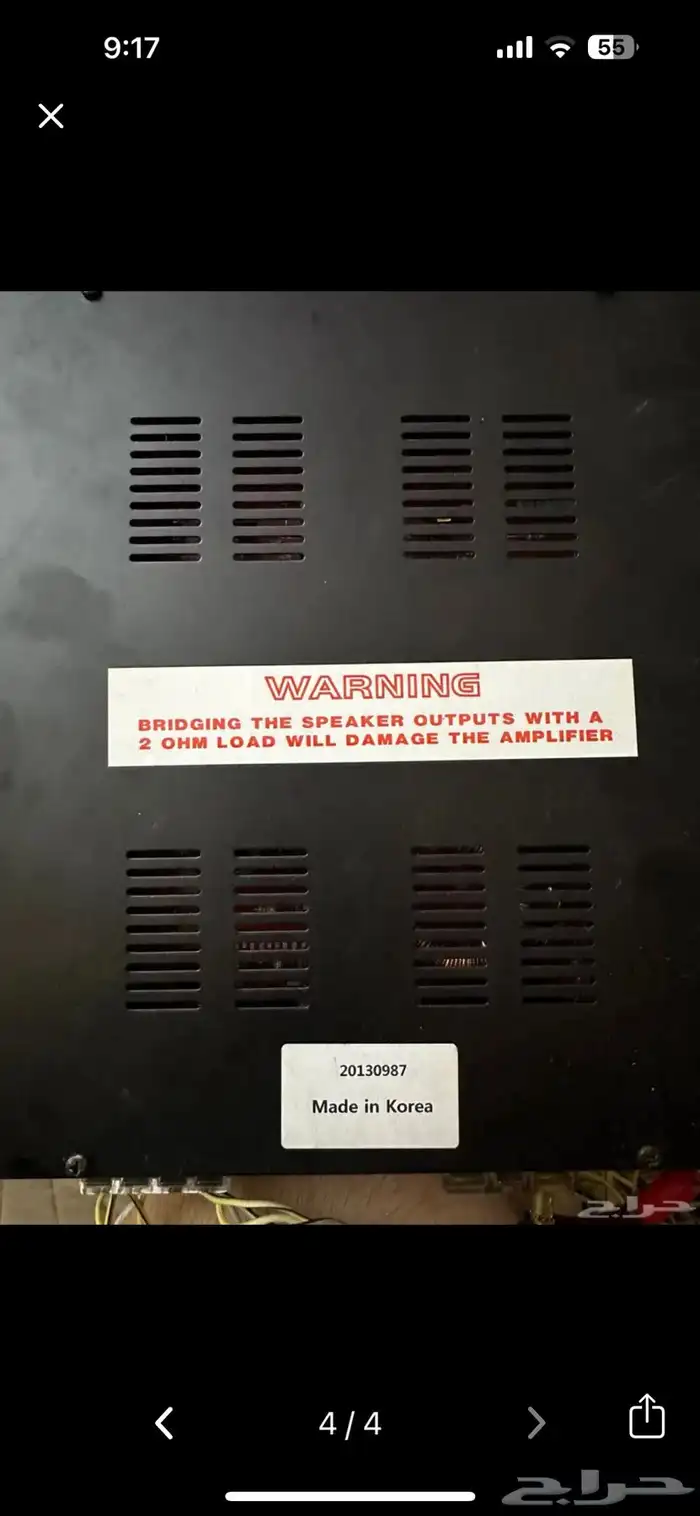 9:17
55
WARNING
BRIDGING THE SPEAKER OUTPUTS WITH A
2 OHM LOAD WILL DAMAGE THE AMPLIFIER
20130987
Made in Korea
حراج
4 / 4
حراج